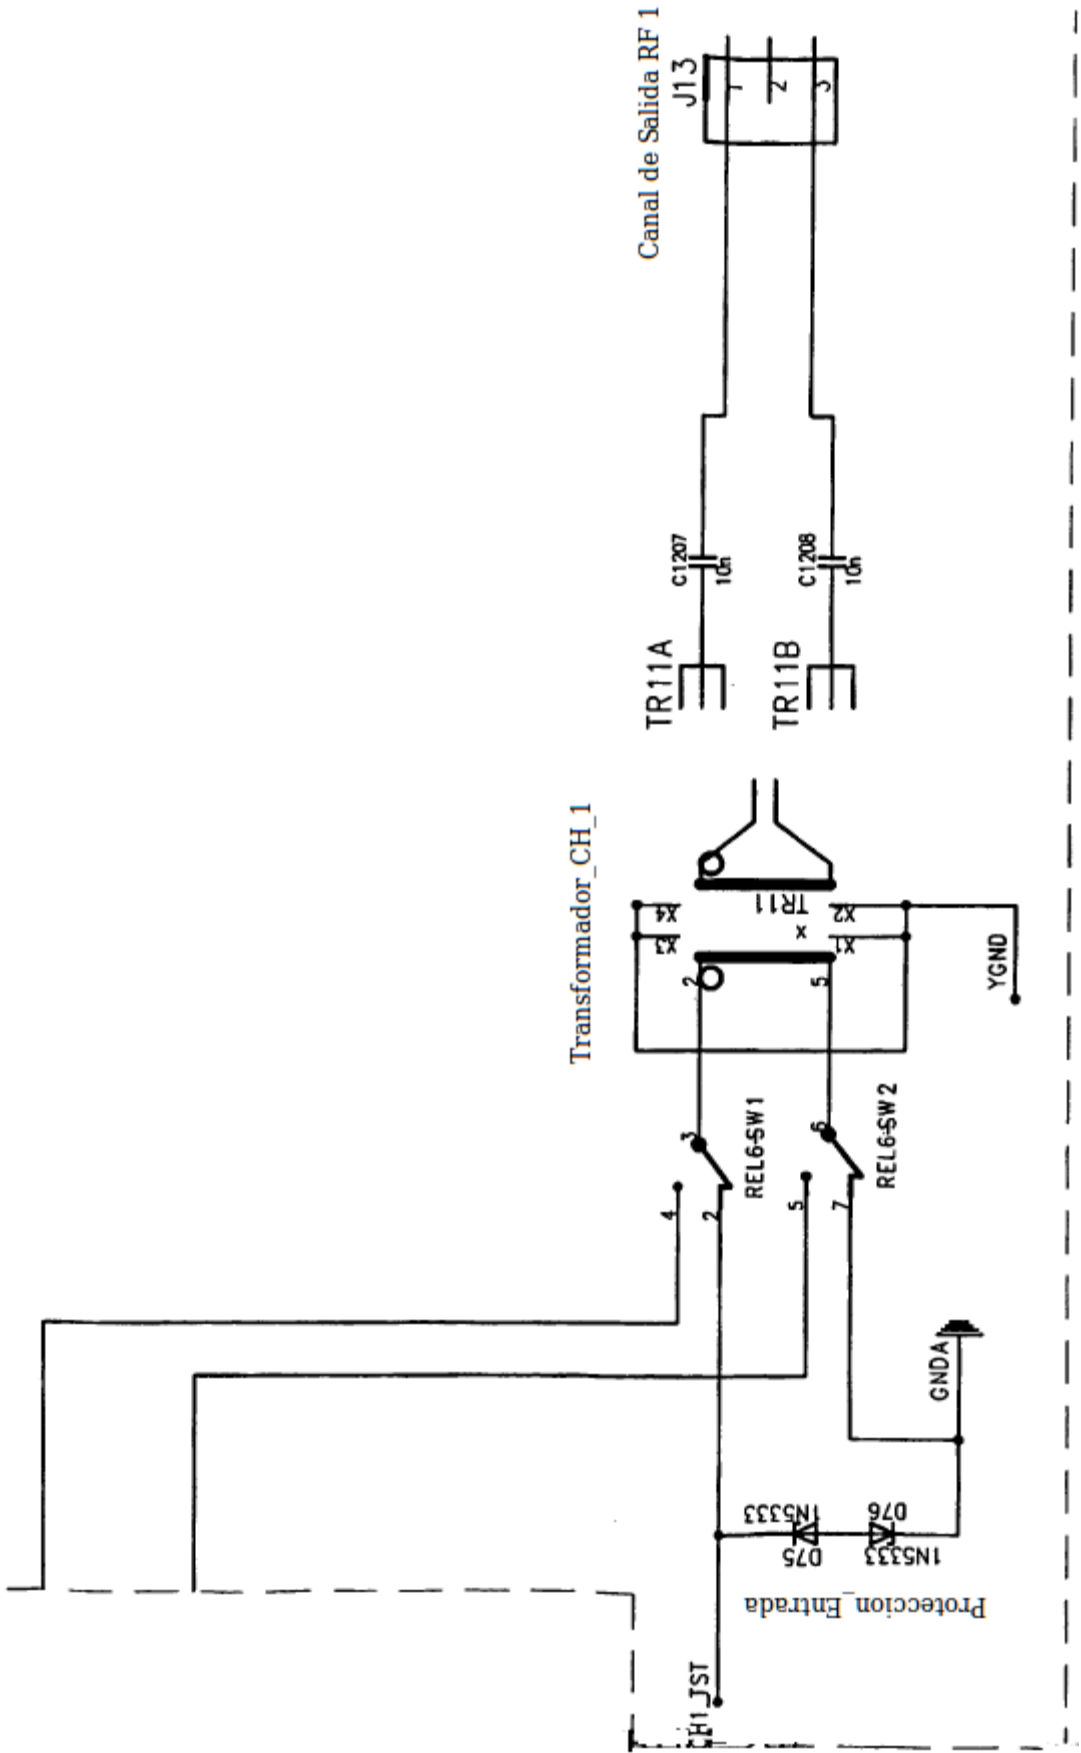 Canal de Salida RF 1
J13
1
2
3
C1207
10n
C1208
10n
TR11A
TR11B
Transformador_CH_1
X4
X3
TR11
x
X2
X1
2
5
YGND
3
REL6-SW1
6
REL6-SW2
4
2
5
7
GNDA
1N5333
D75
D76
1N5333
Proteccion_Entrada